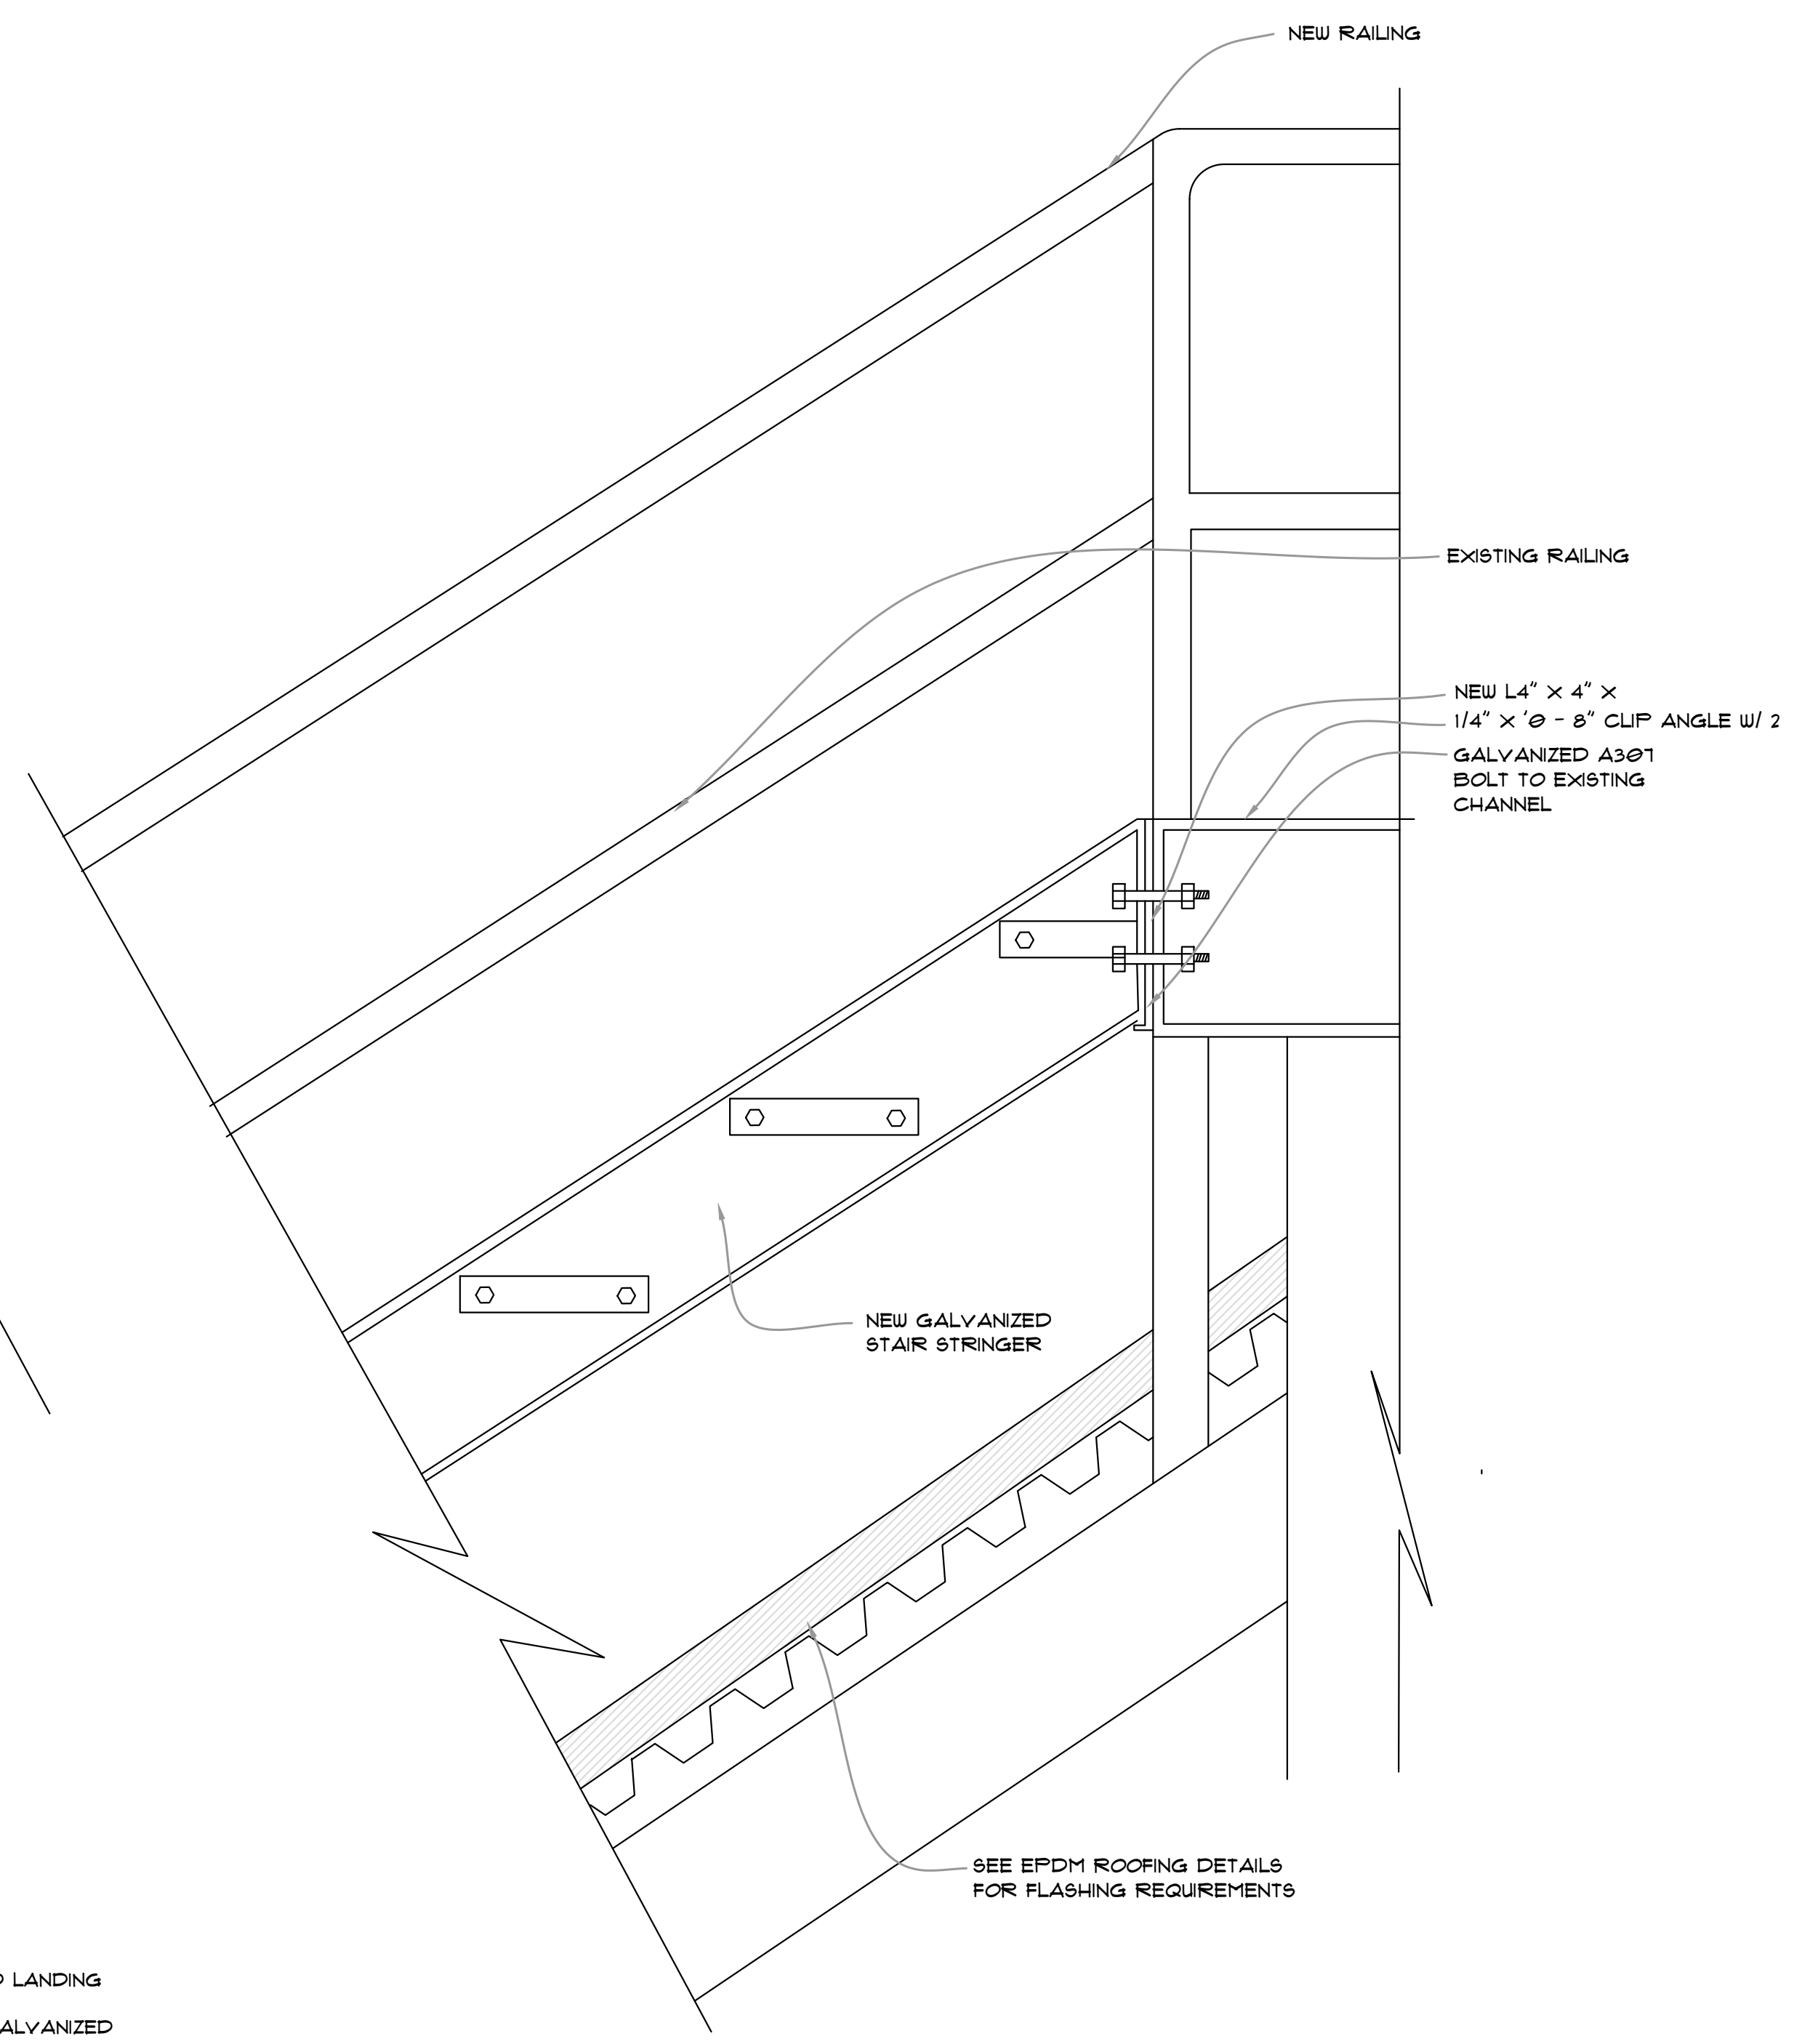 NEW RAILING
EXISTING RAILING
NEW L4" X 4" X
1/4" X '0 - 8" CLIP ANGLE W/ 2
GALVANIZED A307
BOLT TO EXISTING
CHANNEL
NEW GALVANIZED
STAIR STRINGER
SEE EPDM ROOFING DETAILS
FOR FLASHING REQUIREMENTS
LANDING